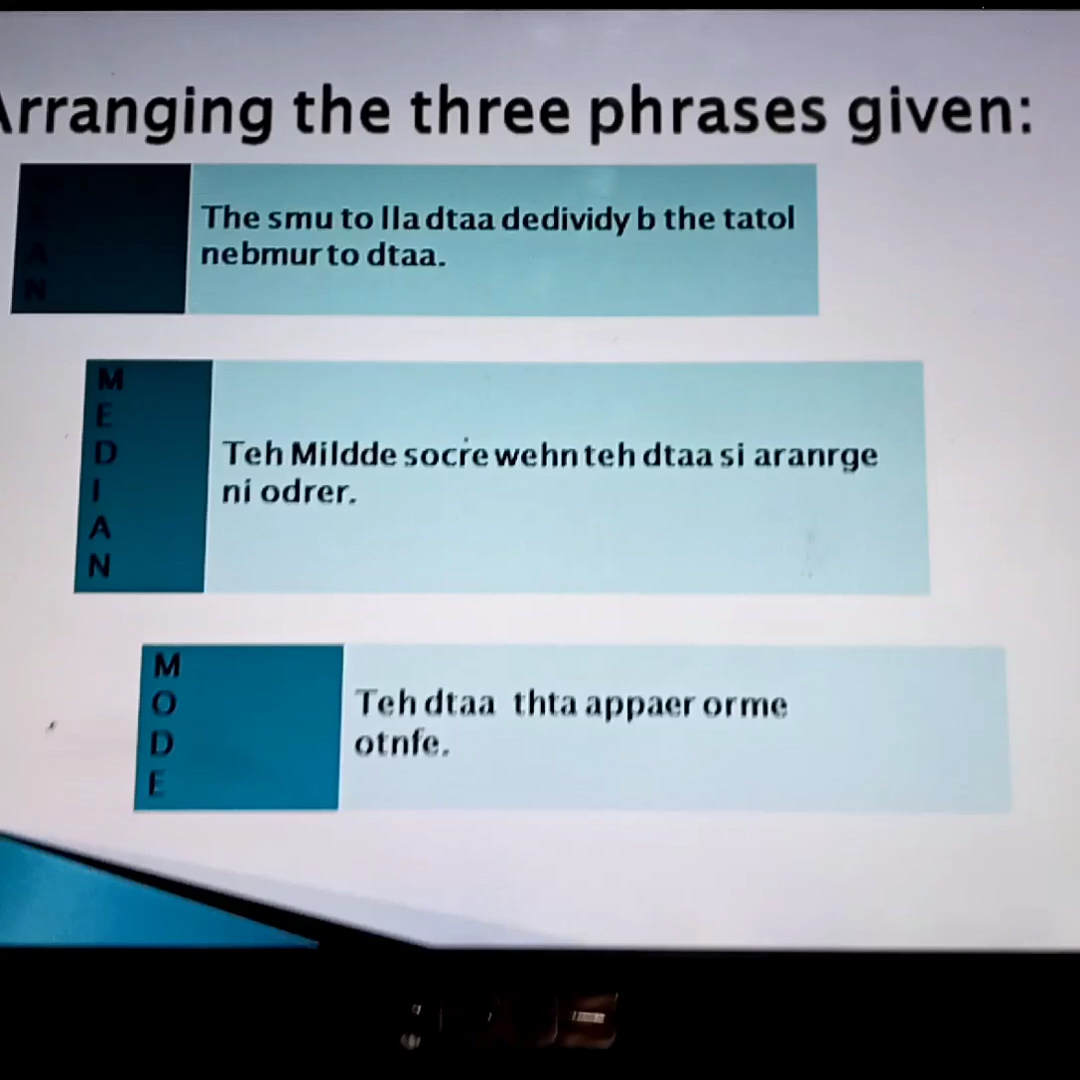 Arranging the three phrases given:
E
A
N
The smu to lla dtaa dedividy b the tatol
nebmur to dtaa.
M
E
D
I
A
N
Teh Mildde socre wehn teh dtaa si aranrge
ni odrer.
M
O
D
E
Teh dtaa thta appaer orme
otnfe.